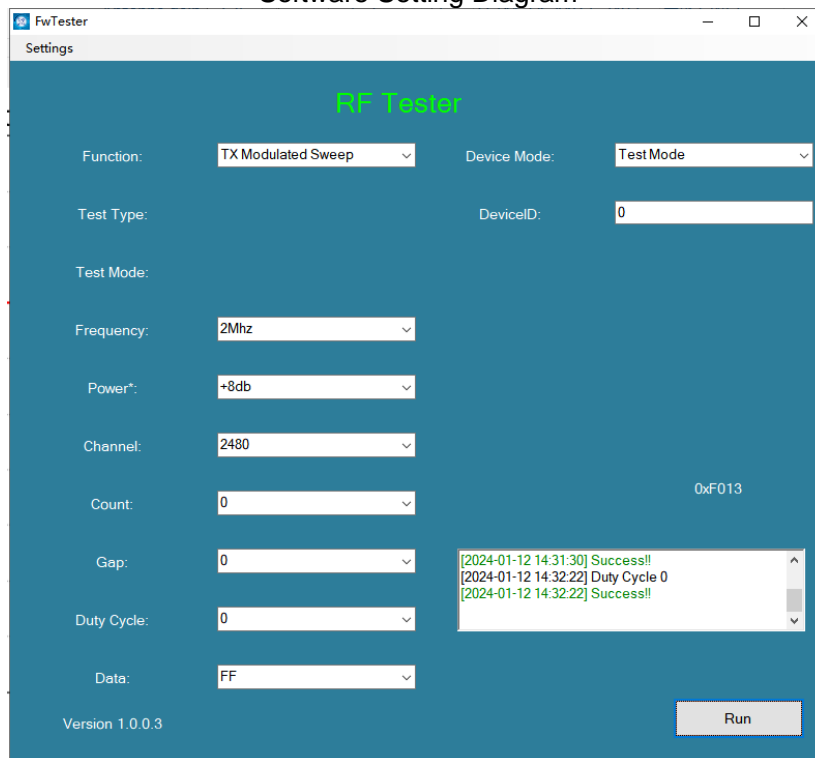 Software Setting Diagram
FwTester
Settings
RF Tester
Function: TX Modulated Sweep Device Mode: Test Mode
Test Type: DeviceID: 0
Test Mode:
Frequency: 2Mhz
Power*: +8db
Channel: 2480
0xF013
Count: 0
Gap: 0
[2024-01-12 14:31:30] Success!!
[2024-01-12 14:32:22] Duty Cycle 0
[2024-01-12 14:32:22] Success!!
Duty Cycle: 0
Data: FF
Version 1.0.0.3
Run